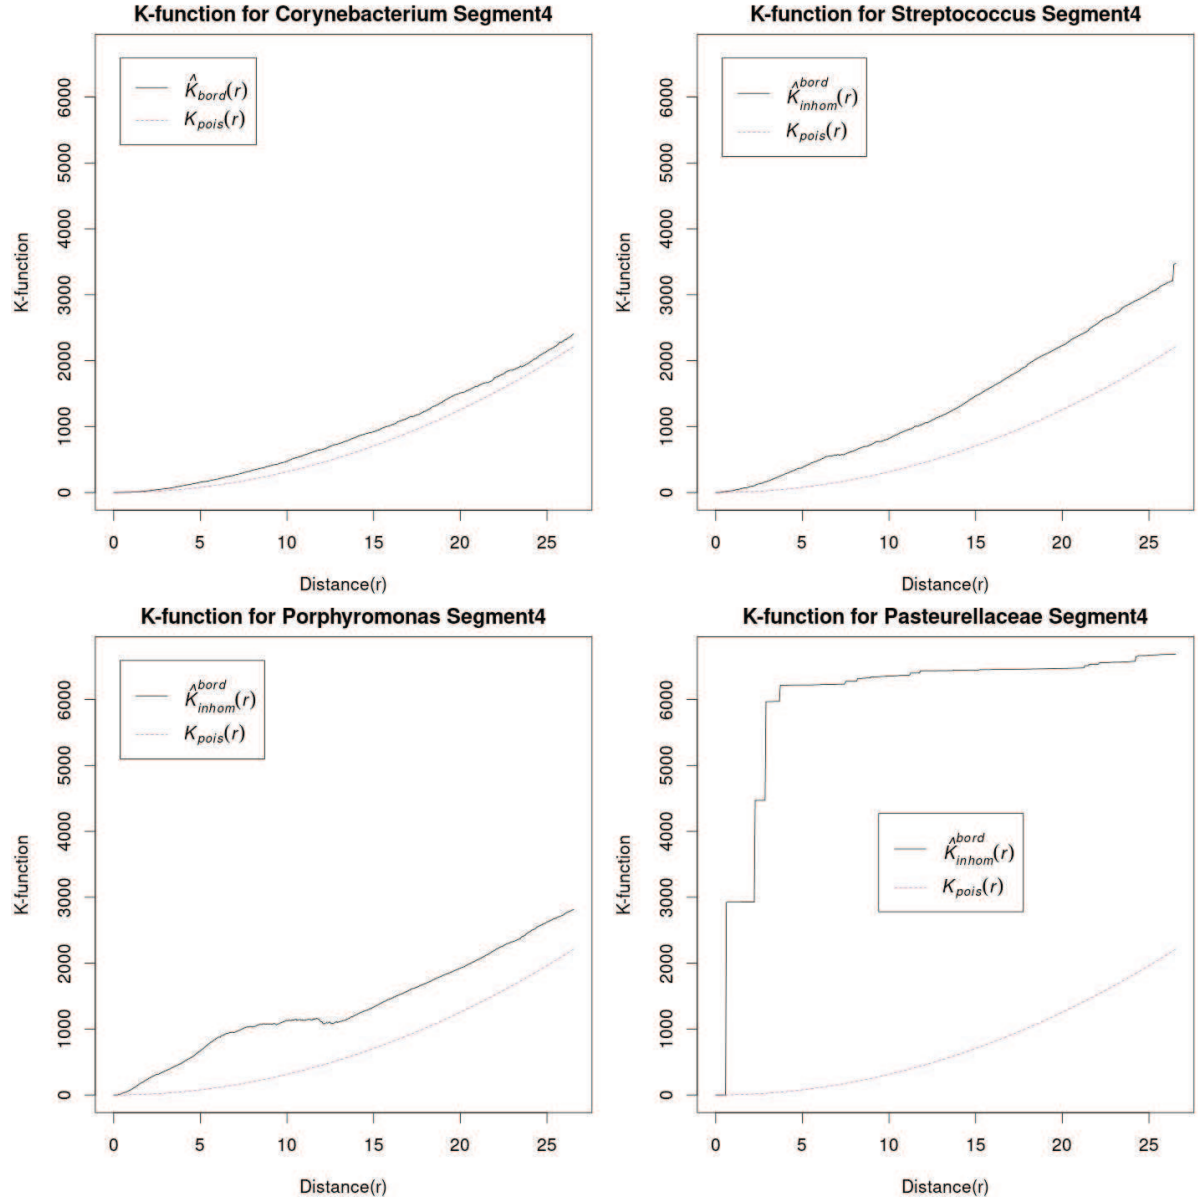 K-function for Corynebacterium Segment4
K̂bord(r)
Kpois(r)
K-function
0
1000
2000
3000
4000
5000
6000
0 5 10 15 20 25
Distance(r)
K-function for Streptococcus Segment4
K̂inhom^bord(r)
Kpois(r)
K-function
0
1000
2000
3000
4000
5000
6000
0 5 10 15 20 25
Distance(r)
K-function for Porphyromonas Segment4
K̂inhom^bord(r)
Kpois(r)
K-function
0
1000
2000
3000
4000
5000
6000
0 5 10 15 20 25
Distance(r)
K-function for Pasteurellaceae Segment4
K̂inhom^bord(r)
Kpois(r)
K-function
0
1000
2000
3000
4000
5000
6000
0 5 10 15 20 25
Distance(r)